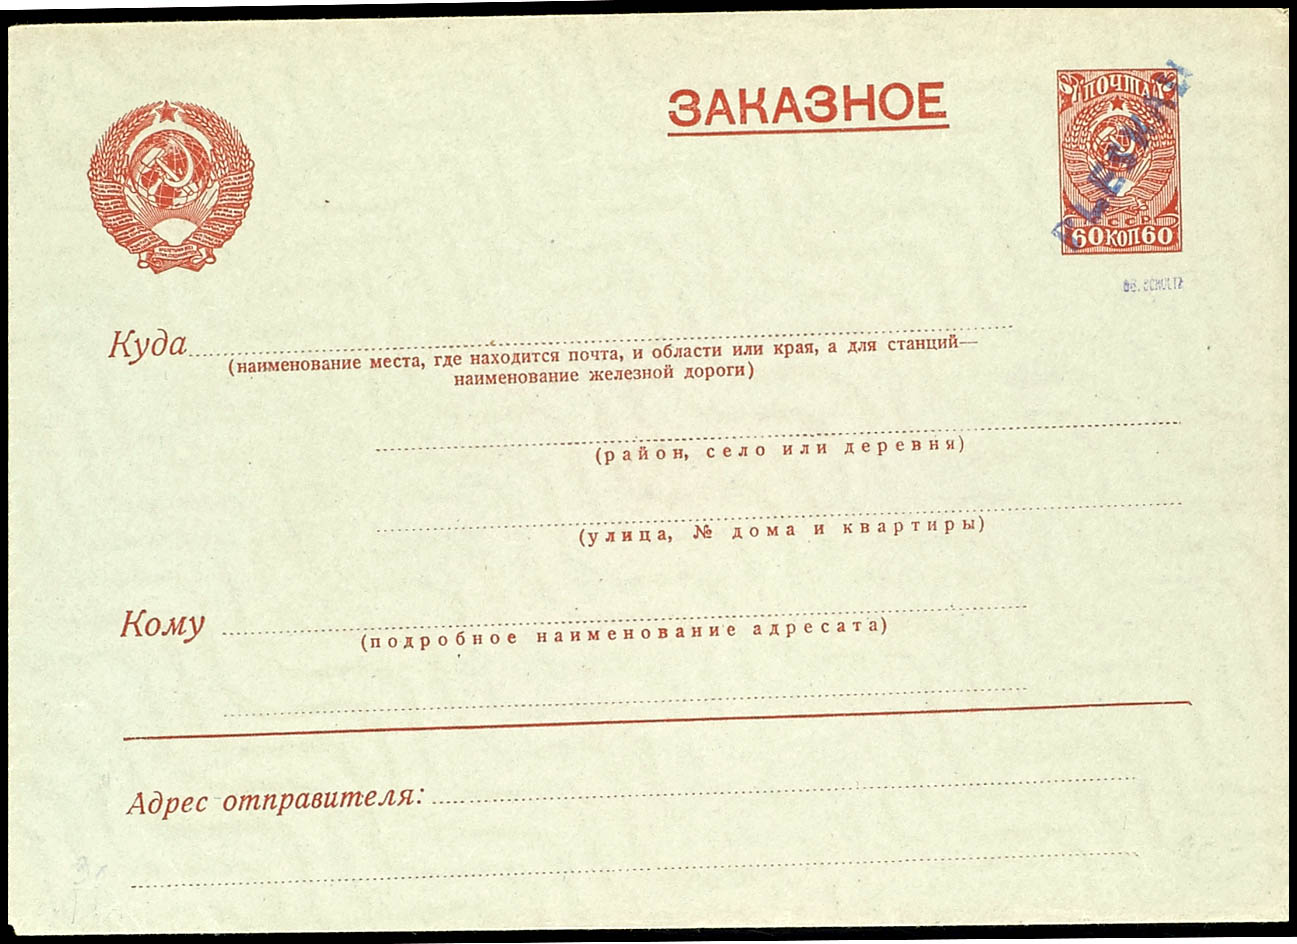 ЗАКАЗНОЕ
ПОЧТА
СССР
60 КОП 60
Куда
(наименование места, где находится почта, и области или края, а для станций—
наименование железной дороги)
(район, село или деревня)
(улица, № дома и квартиры)
Кому
(подробное наименование адресата)
Адрес отправителя: